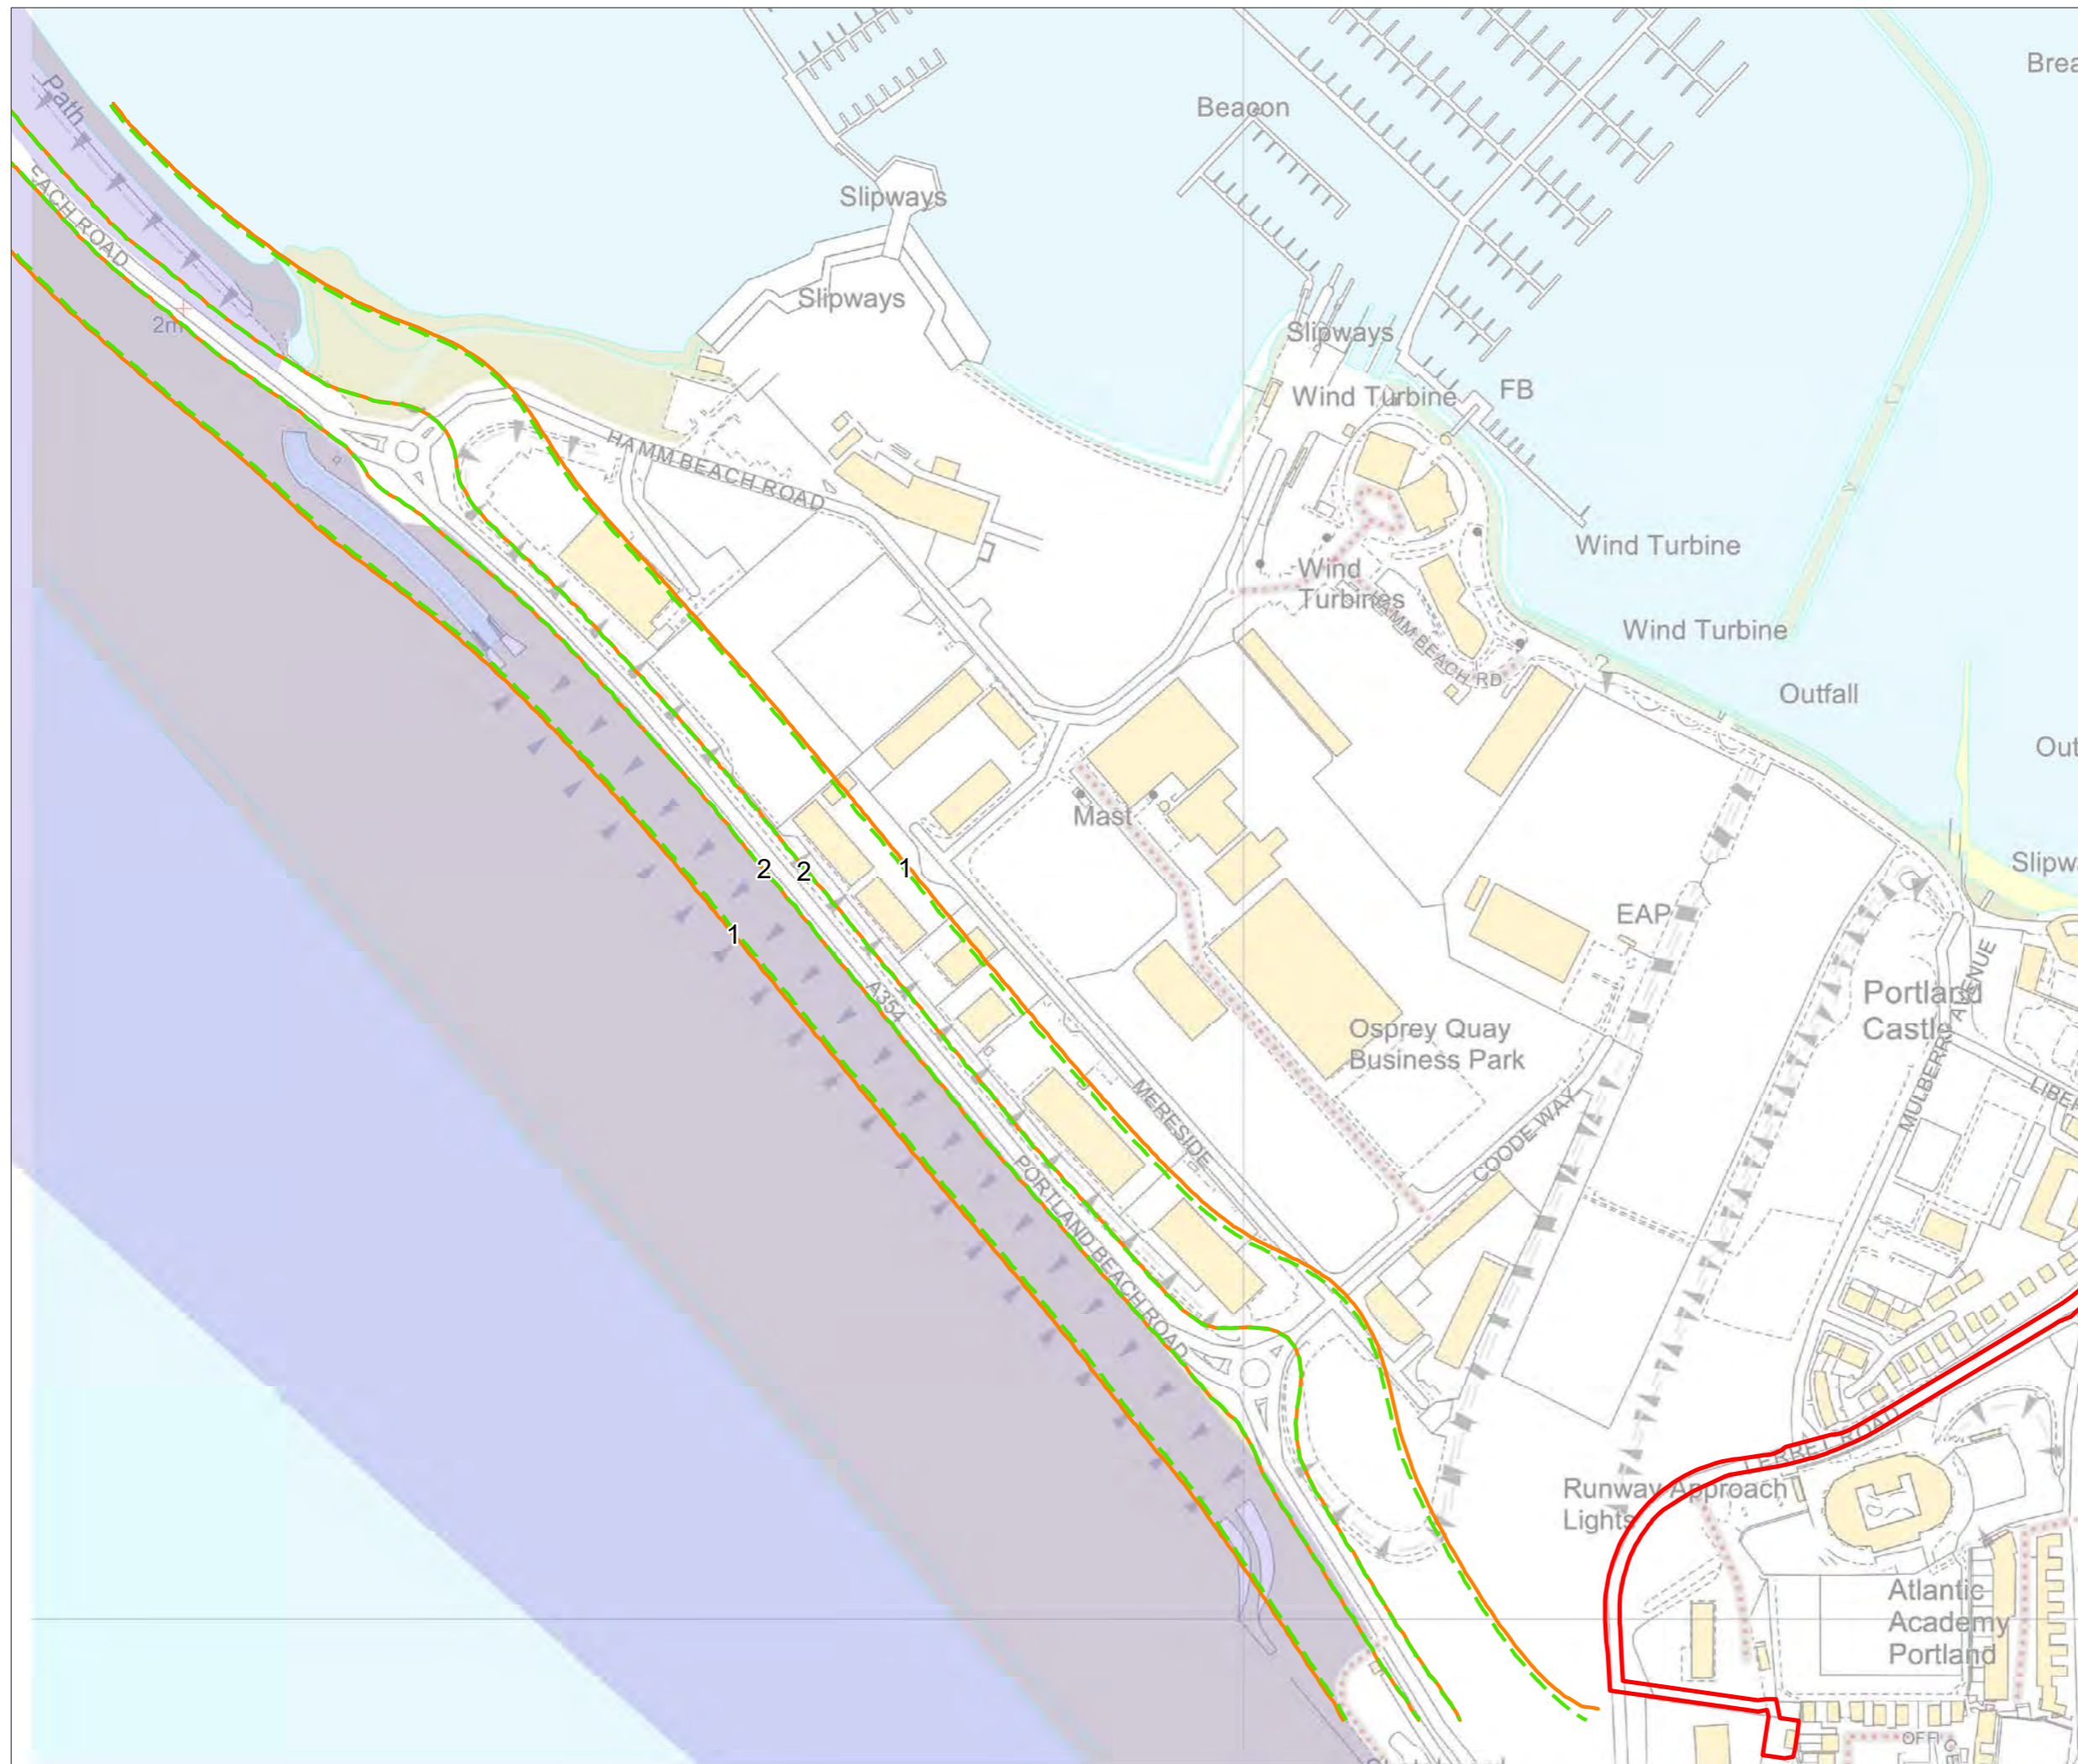 Path
Beacon
Slipways
EACH ROAD
2m
Slipways
Slipways
Wind Turbine
FB
HAMM BEACH ROAD
Wind Turbine
Wind
Turbines
HAMM BEACH RD
Wind Turbine
Outfall
Out
Mast
Slipw
2
2
1
1
EAP
A354
Portland
Castle
MULBERRY AVENUE
Osprey Quay
Business Park
MERESIDE
COODE WAY
LIBER
PORTLAND BEACH ROAD
LERRET ROAD
Runway Approach
Lights
Atlantic
Academy
Portland
Brea